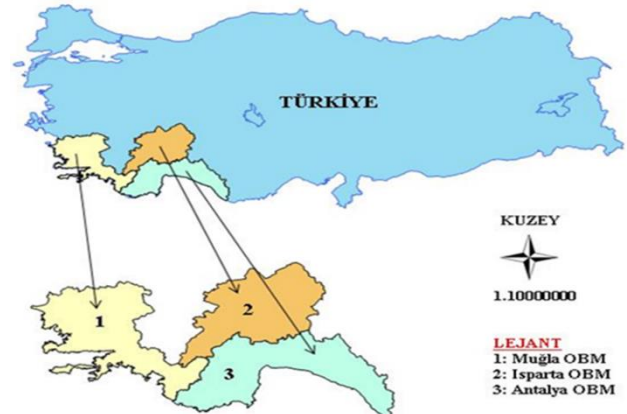 TÜRKİYE
KUZEY
1.10000000
1
2
3
LEJANT
1: Muğla OBM
2: Isparta OBM
3: Antalya OBM